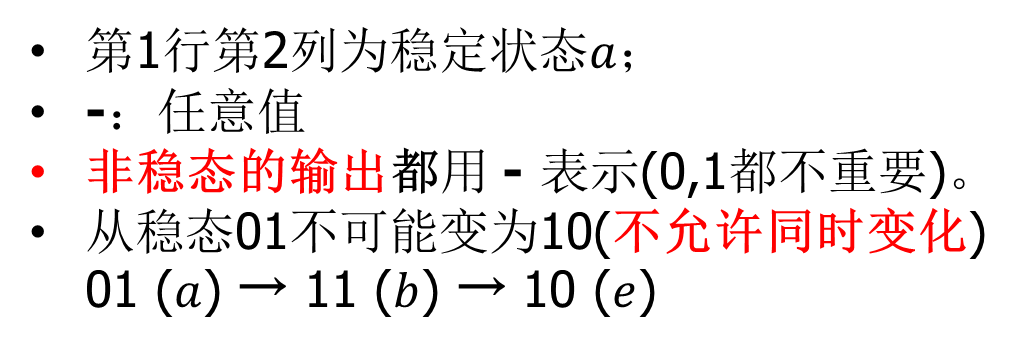 • 第1行第2列为稳定状态a；
• -：任意值
• 非稳态的输出都用 - 表示(0,1都不重要)。
• 从稳态01不可能变为10(不允许同时变化)
01 (a) → 11 (b) → 10 (e)